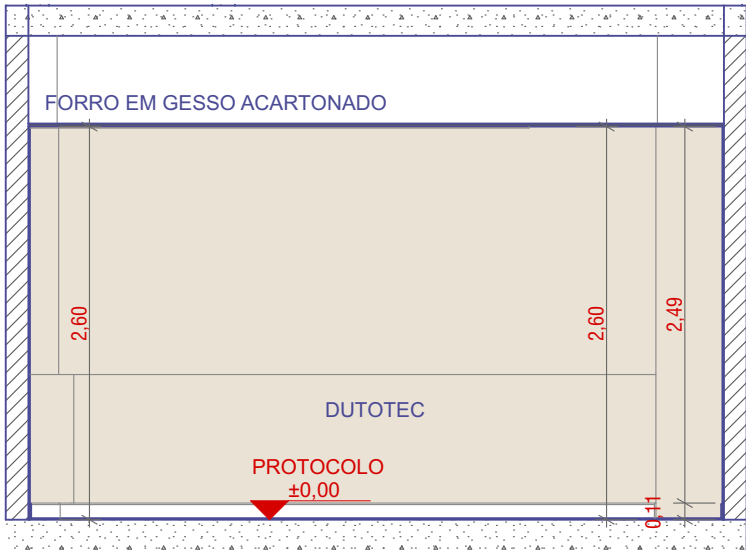 FORRO EM GESSO ACARTONADO
2,60
2,60
2,49
DUTOTEC
PROTOCOLO
±0,00
0,11